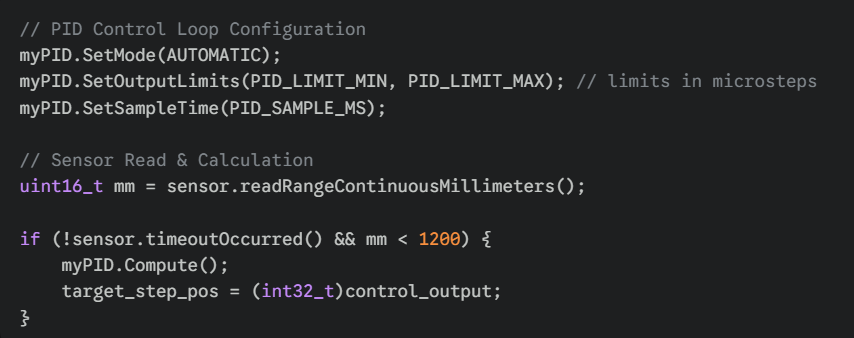 // PID Control Loop Configuration
myPID.SetMode(AUTOMATIC);
myPID.SetOutputLimits(PID_LIMIT_MIN, PID_LIMIT_MAX); // limits in microsteps
myPID.SetSampleTime(PID_SAMPLE_MS);

// Sensor Read & Calculation
uint16_t mm = sensor.readRangeContinuousMillimeters();

if (!sensor.timeoutOccurred() && mm < 1200) {
    myPID.Compute();
    target_step_pos = (int32_t)control_output;
}